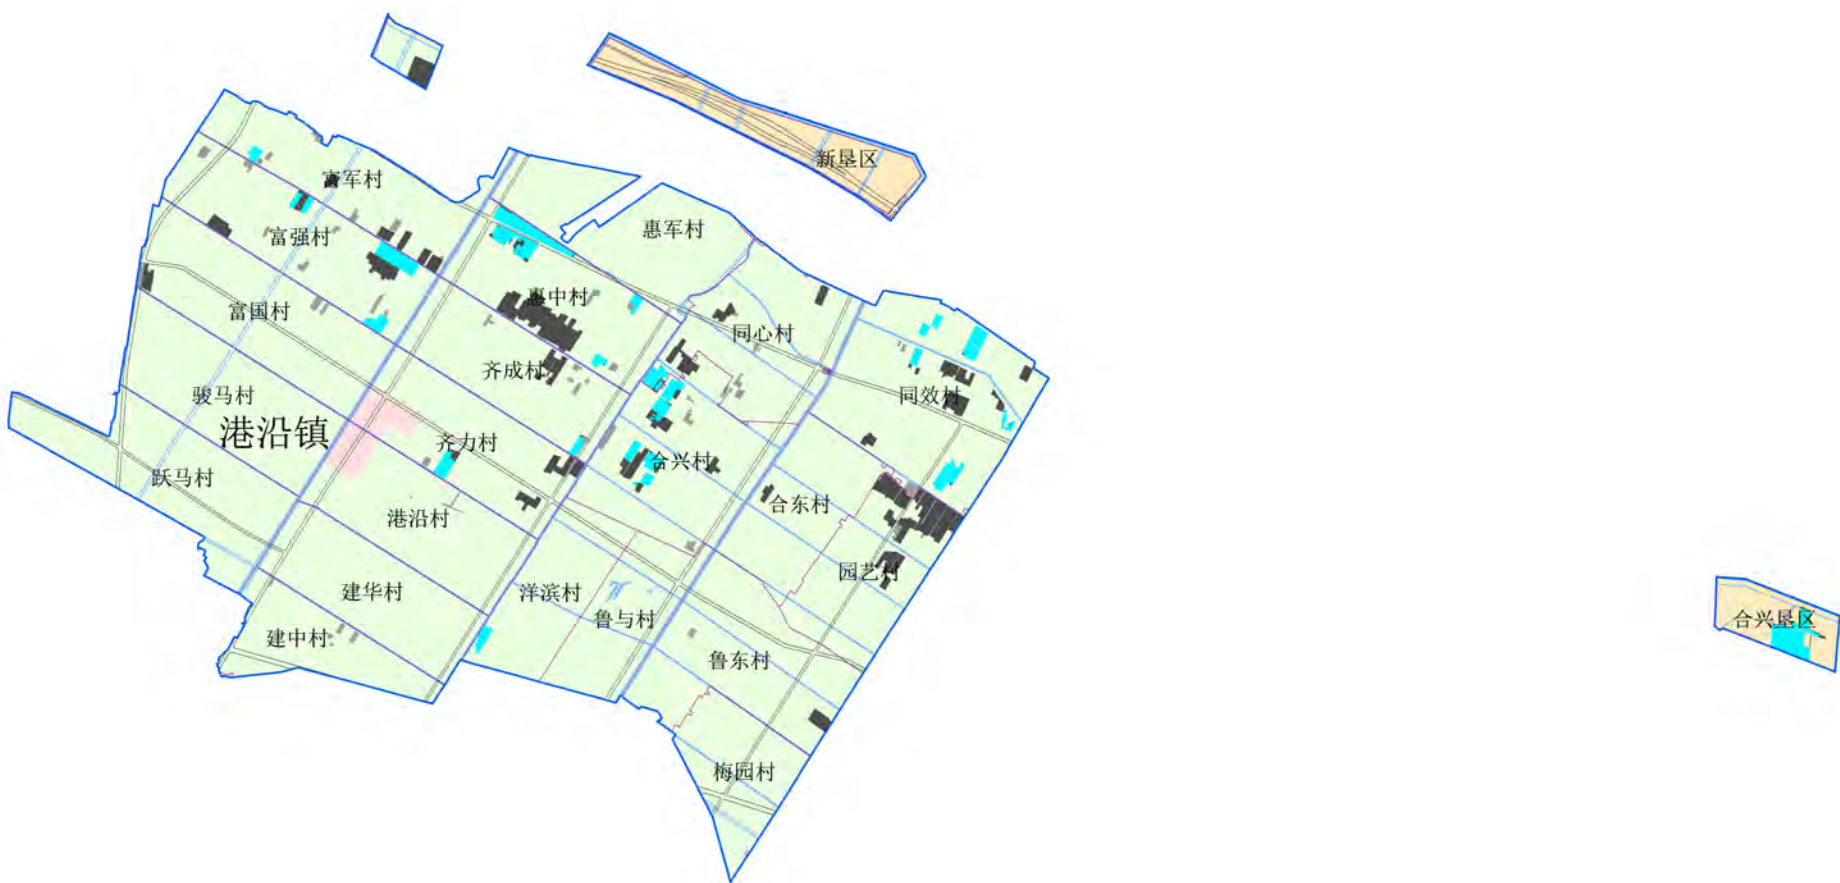 新垦区
富军村
惠军村
富强村
惠中村
富国村
同心村
齐成村
骏马村
同效村
港沿镇
齐力村
合兴村
跃马村
合东村
港沿村
园艺村
建华村
洋滨村
鲁与村
合兴垦区
建中村
鲁东村
梅园村